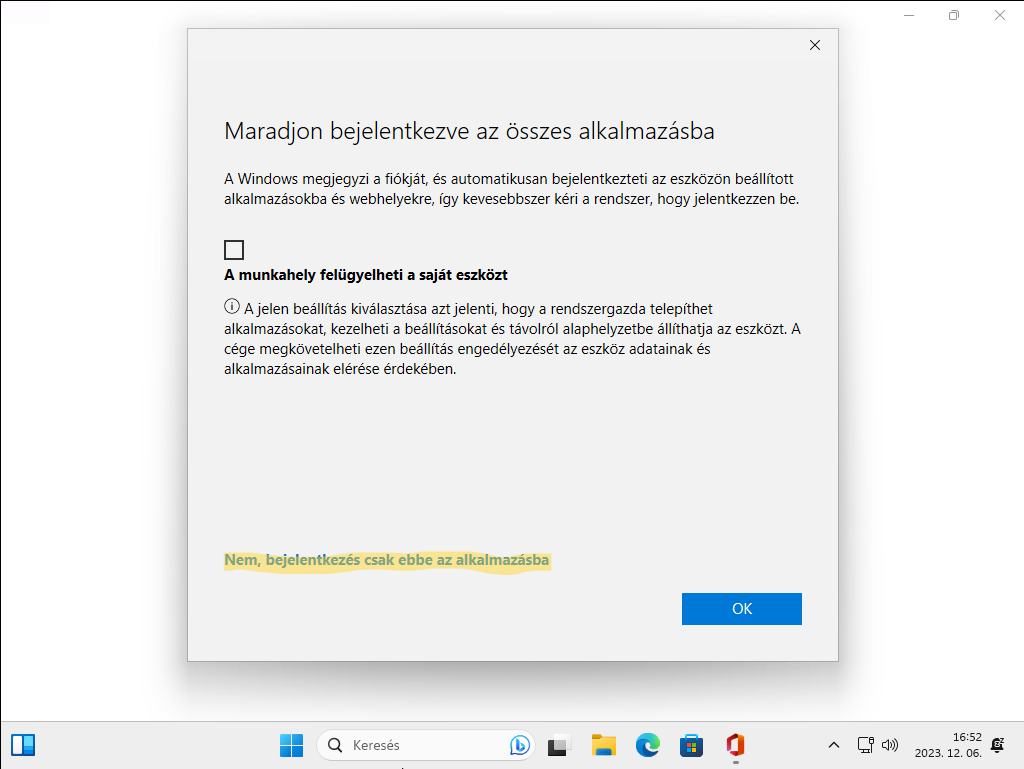 Maradjon bejelentkezve az összes alkalmazásba
A Windows megjegyzi a fiókját, és automatikusan bejelentkezteti az eszközön beállított
alkalmazásokba és webhelyekre, így kevesebbszer kéri a rendszer, hogy jelentkezzen be.
A munkahely felügyelheti a saját eszközt
A jelen beállítás kiválasztása azt jelenti, hogy a rendszergazda telepíthet
alkalmazásokat, kezelheti a beállításokat és távolról alaphelyzetbe állíthatja az eszközt. A
cége megkövetelheti ezen beállítás engedélyezését az eszköz adatainak és
alkalmazásainak elérése érdekében.
Nem, bejelentkezés csak ebbe az alkalmazásba
OK
Keresés
16:52
2023. 12. 06.